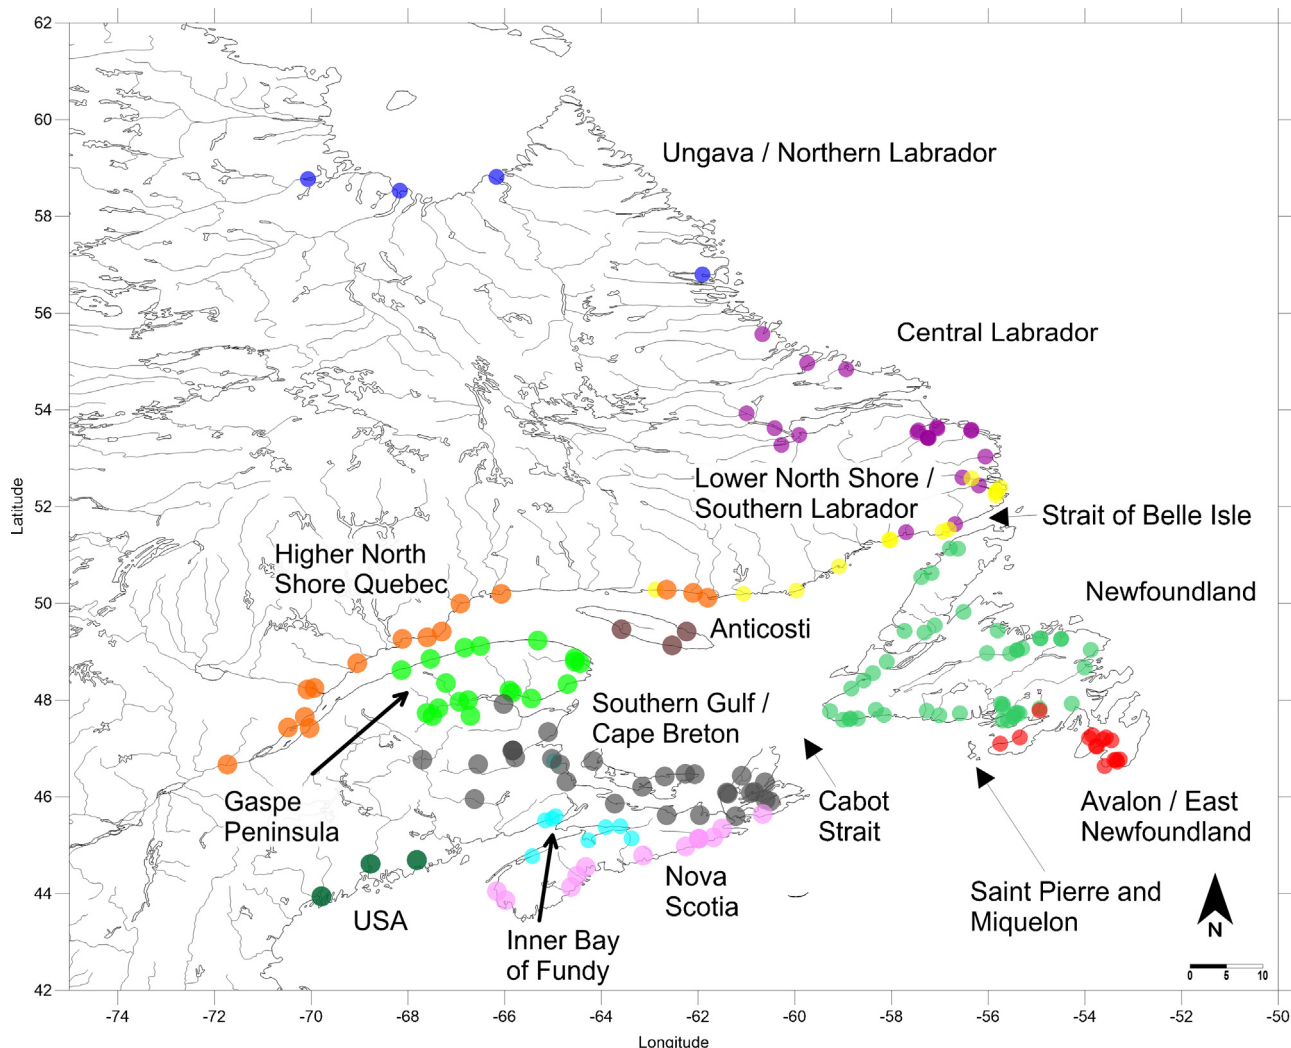 62
60
58
56
54
52
50
48
46
44
42
Latitude
Ungava / Northern Labrador
Central Labrador
Lower North Shore /
Southern Labrador
Strait of Belle Isle
Higher North
Shore Quebec
Newfoundland
Anticosti
Southern Gulf /
Cape Breton
Gaspe
Peninsula
Cabot
Strait
Avalon / East
Newfoundland
Nova
Scotia
Saint Pierre and
Miquelon
USA
Inner Bay
of Fundy
N
0 5 10
-74 -72 -70 -68 -66 -64 -62 -60 -58 -56 -54 -52 -50
Longitude